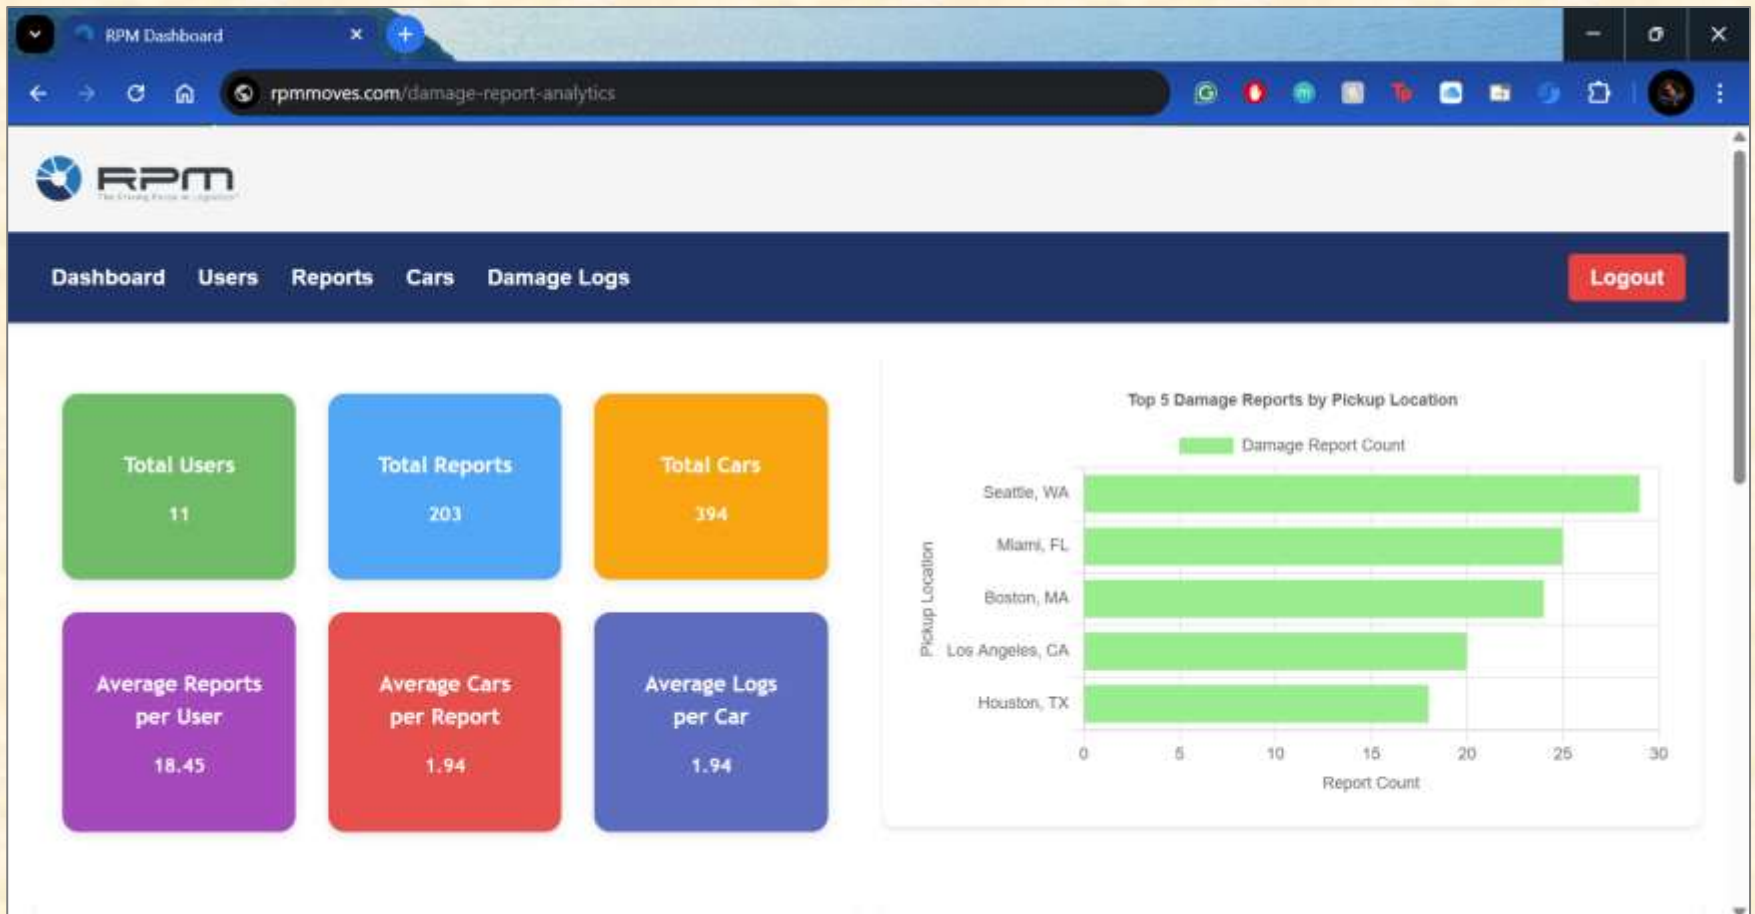 RPM Dashboard
rpmmoves.com/damage-report-analytics
RPM
Dashboard Users Reports Cars Damage Logs Logout
Total Users
11
Total Reports
203
Total Cars
394
Average Reports
per User
18.45
Average Cars
per Report
1.94
Average Logs
per Car
1.94
Top 5 Damage Reports by Pickup Location
Damage Report Count
Pickup Location
Seattle, WA
Miami, FL
Boston, MA
Los Angeles, CA
Houston, TX
0 5 10 15 20 25 30
Report Count